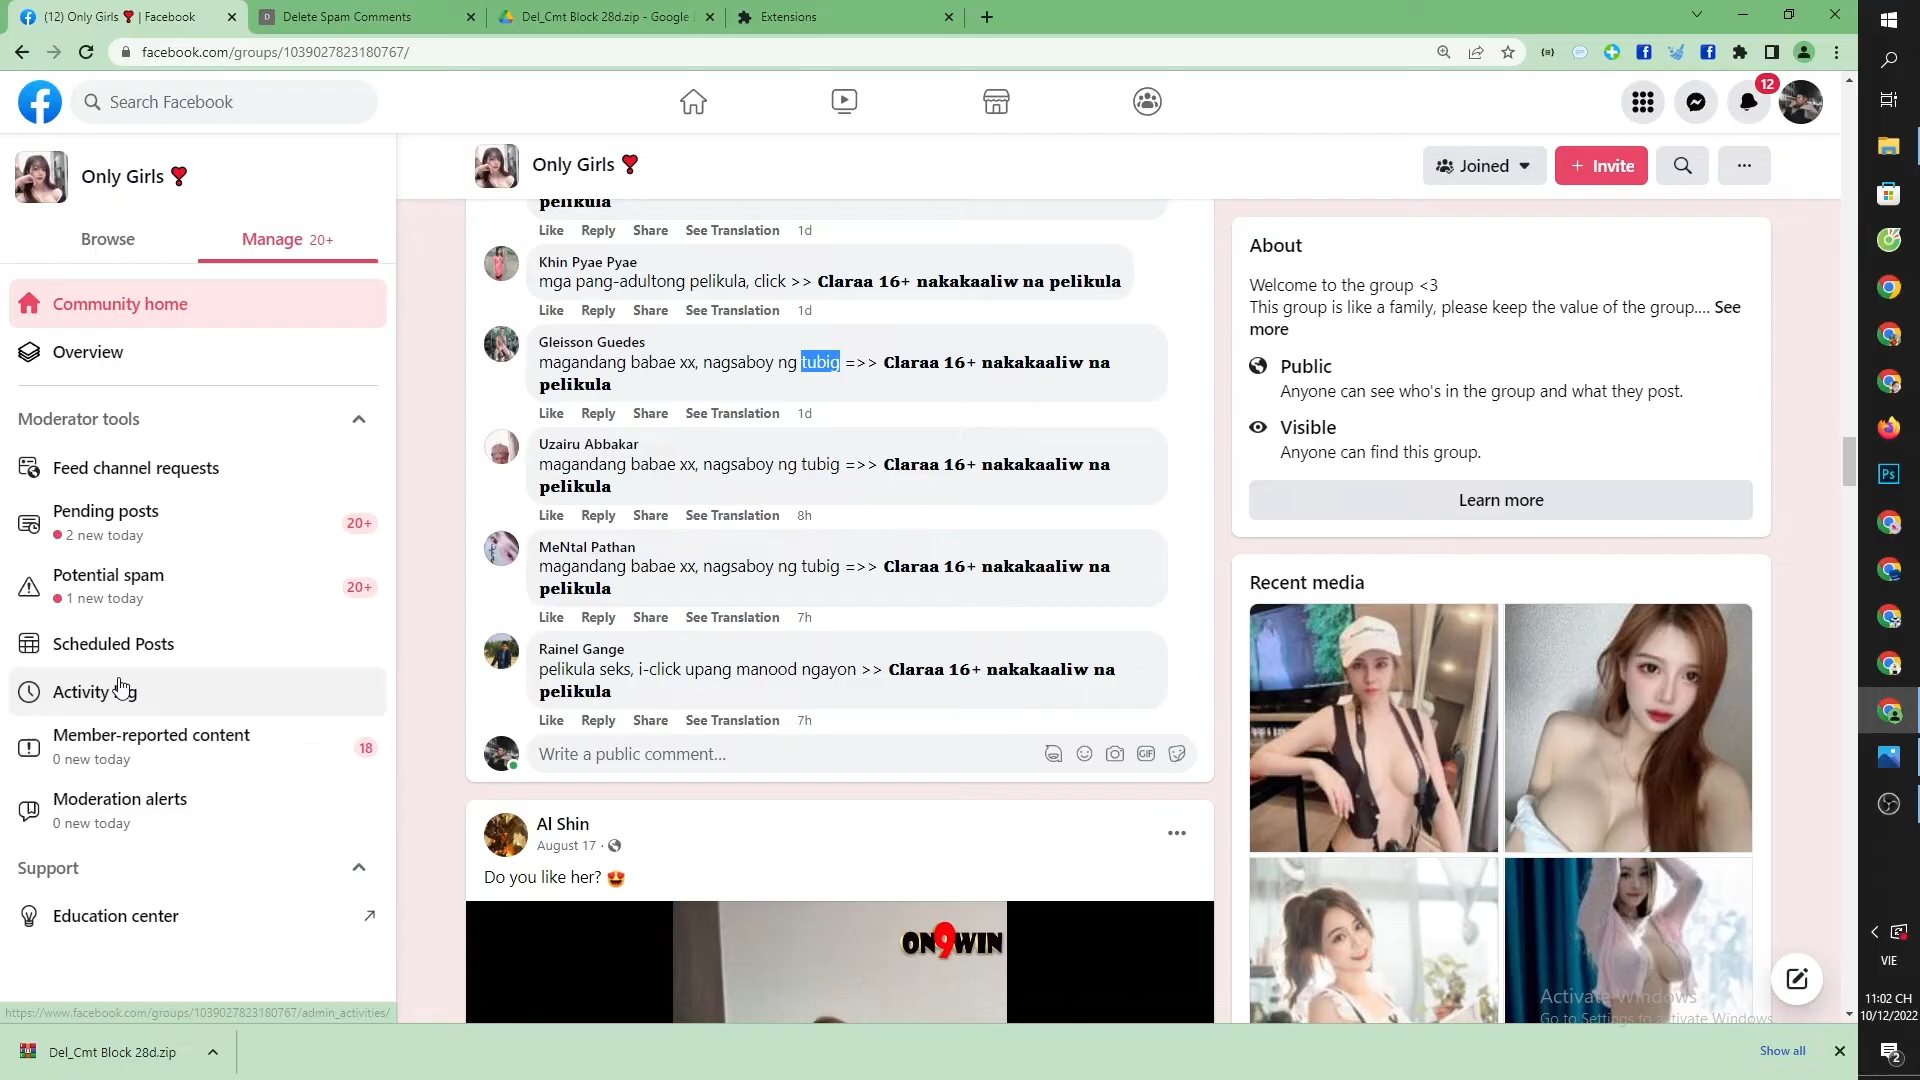 (12) Only Girls | Facebook
Delete Spam Comments
Del_Cmt Block 28d.zip - Google
Extensions
facebook.com/groups/1039027823180767/
Search Facebook
12
Only Girls
Browse
Manage 20+
Community home
Overview
Moderator tools
Feed channel requests
Pending posts
2 new today
20+
Potential spam
1 new today
20+
Scheduled Posts
Activity
Member-reported content
0 new today
18
Moderation alerts
0 new today
Support
Education center
https://www.facebook.com/groups/1039027823180767/admin_activities/
Only Girls
Joined
+ Invite
pelikula
Like Reply Share See Translation 1d
Khin Pyae Pyae
mga pang-adultong pelikula, click >> Claraa 16+ nakakaaliw na pelikula
Like Reply Share See Translation 1d
Gleisson Guedes
magandang babae xx, nagsaboy ng tubig =>> Claraa 16+ nakakaaliw na
pelikula
Like Reply Share See Translation 1d
Uzairu Abbakar
magandang babae xx, nagsaboy ng tubig =>> Claraa 16+ nakakaaliw na
pelikula
Like Reply Share See Translation 8h
MeNtal Pathan
magandang babae xx, nagsaboy ng tubig =>> Claraa 16+ nakakaaliw na
pelikula
Like Reply Share See Translation 7h
Rainel Gange
pelikula seks, i-click upang manood ngayon >> Claraa 16+ nakakaaliw na
pelikula
Like Reply Share See Translation 7h
Write a public comment...
GIF
Al Shin
August 17 ·
Do you like her?
ON9WIN
About
Welcome to the group <3
This group is like a family, please keep the value of the group.... See
more
Public
Anyone can see who's in the group and what they post.
Visible
Anyone can find this group.
Learn more
Recent media
Activate Windows
Go to Settings to activate Windows.
Del_Cmt Block 28d.zip
Show all
Ps
VIE
11:02 CH
10/12/2022
2